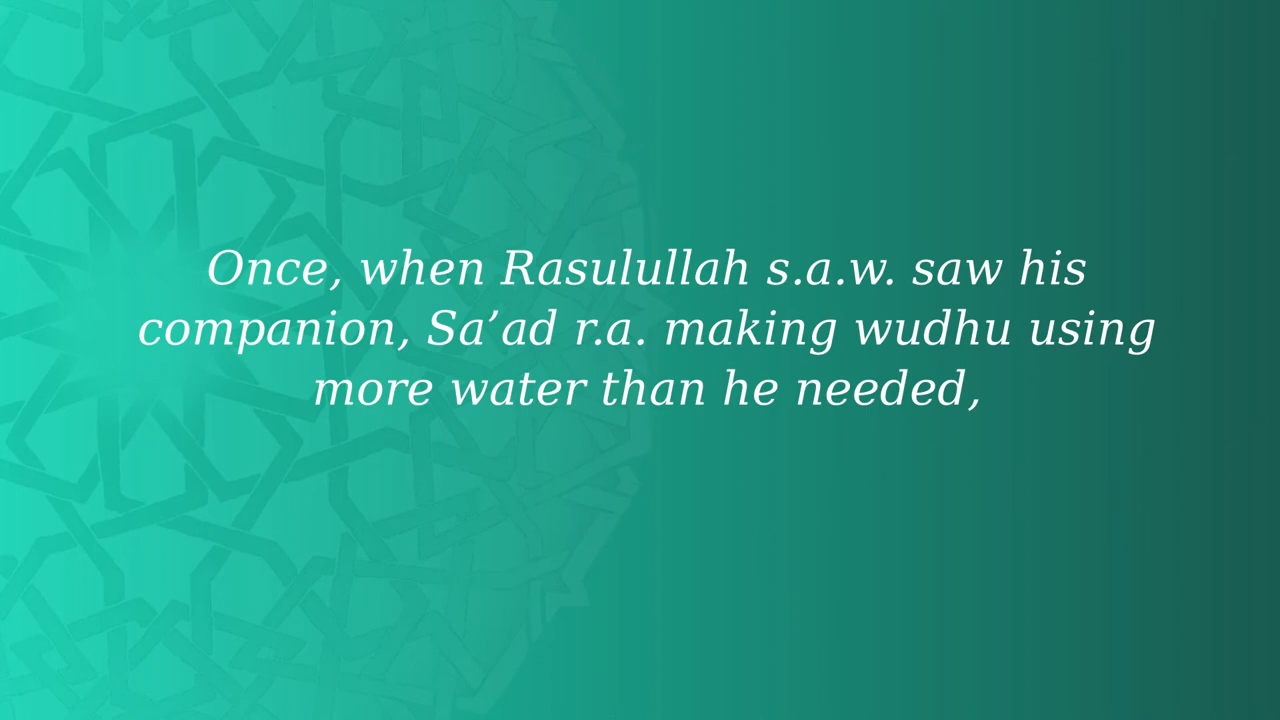 Once, when Rasulullah s.a.w. saw his
companion, Sa’ad r.a. making wudhu using
more water than he needed,